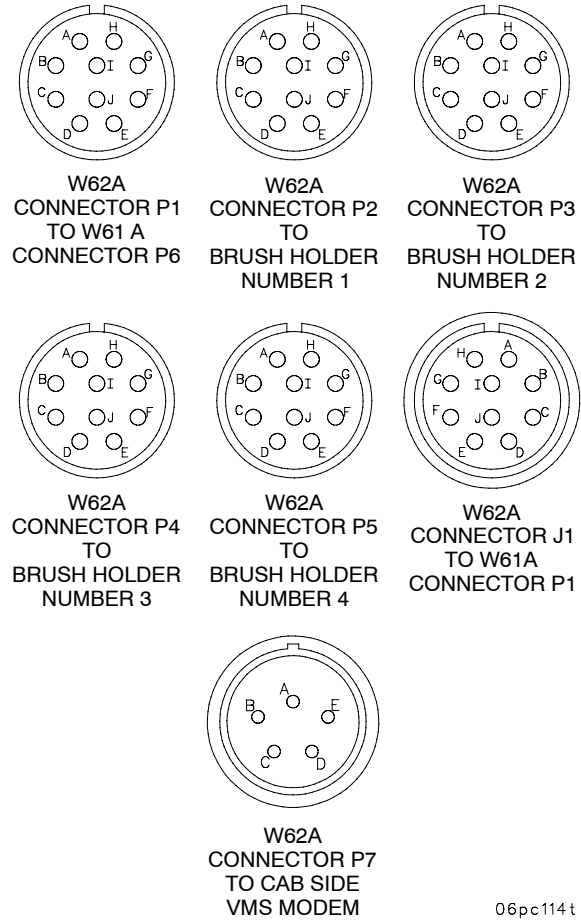 A H
B I G
C J F
D E
W62A
CONNECTOR P1
TO W61 A
CONNECTOR P6
A H
B I G
C J F
D E
W62A
CONNECTOR P2
TO
BRUSH HOLDER
NUMBER 1
A H
B I G
C J F
D E
W62A
CONNECTOR P3
TO
BRUSH HOLDER
NUMBER 2
A H
B I G
C J F
D E
W62A
CONNECTOR P4
TO
BRUSH HOLDER
NUMBER 3
A H
B I G
C J F
D E
W62A
CONNECTOR P5
TO
BRUSH HOLDER
NUMBER 4
H A
G I B
F J C
E D
W62A
CONNECTOR J1
TO W61A
CONNECTOR P1
A
B E
C D
W62A
CONNECTOR P7
TO CAB SIDE
VMS MODEM
06pc114t